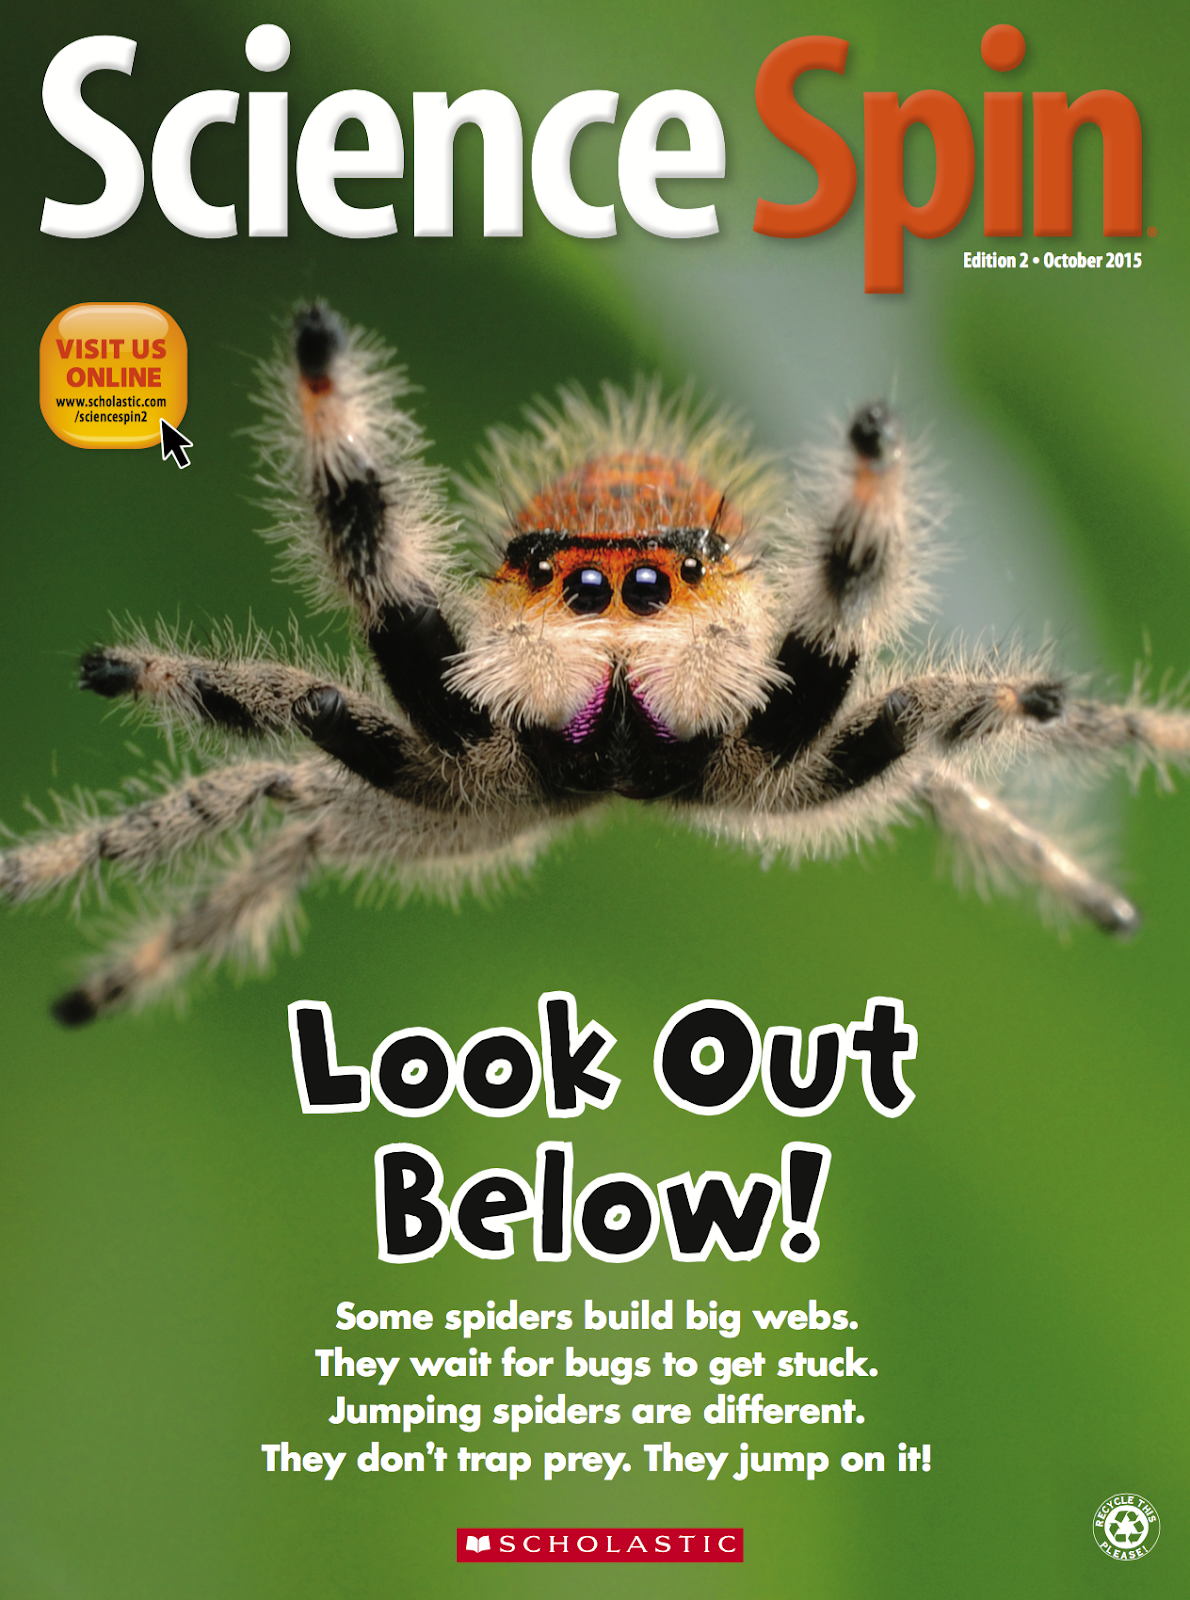 Science Spin®
Edition 2 • October 2015
VISIT US
ONLINE
www.scholastic.com
/sciencespin2
Look Out
Below!
Some spiders build big webs.
They wait for bugs to get stuck.
Jumping spiders are different.
They don't trap prey. They jump on it!
SCHOLASTIC
RECYCLE THIS
PLEASE!